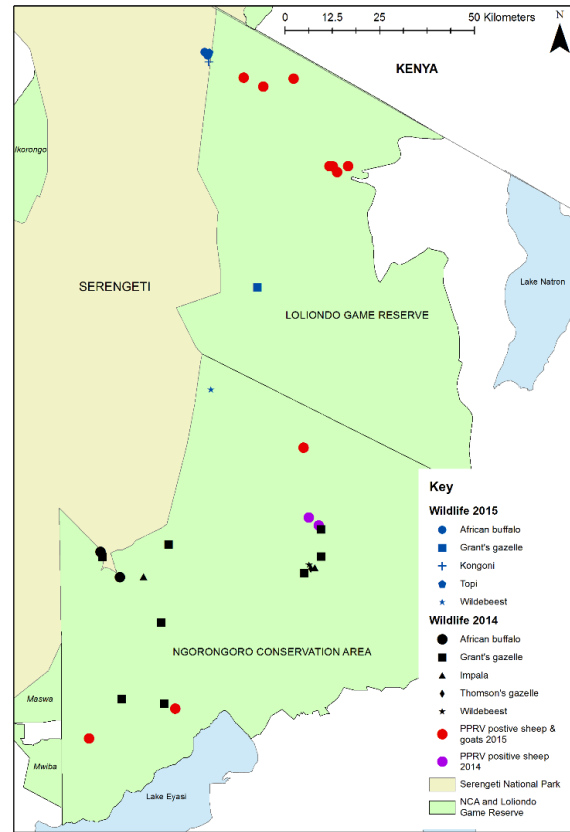 0 12.5 25 50 Kilometers
KENYA
Ikorongo
SERENGETI
Lake Natron
LOLIONDO GAME RESERVE
NGORONGORO CONSERVATION AREA
Maswa
Mwiba
Lake Eyasi
Key
Wildlife 2015
African buffalo
Grant's gazelle
Kongoni
Topi
Wildebeest
Wildlife 2014
African buffalo
Grant's gazelle
Impala
Thomson's gazelle
Wildebeest
PPRV postive sheep &
goats 2015
PPRV positive sheep
2014
Serengeti National Park
NCA and Loliondo
Game Reserve